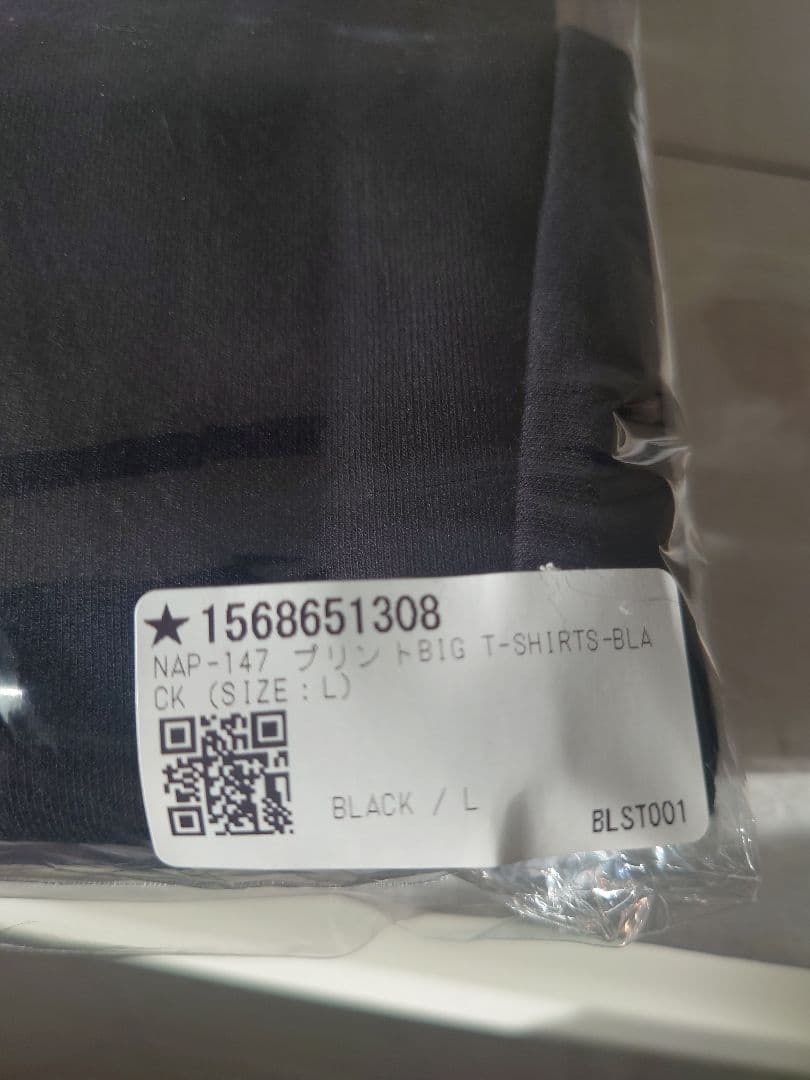 ★1568651308
NAP-147 プリントBIG T-SHIRTS-BLA
CK (SIZE:L)
BLACK / L
BLST001